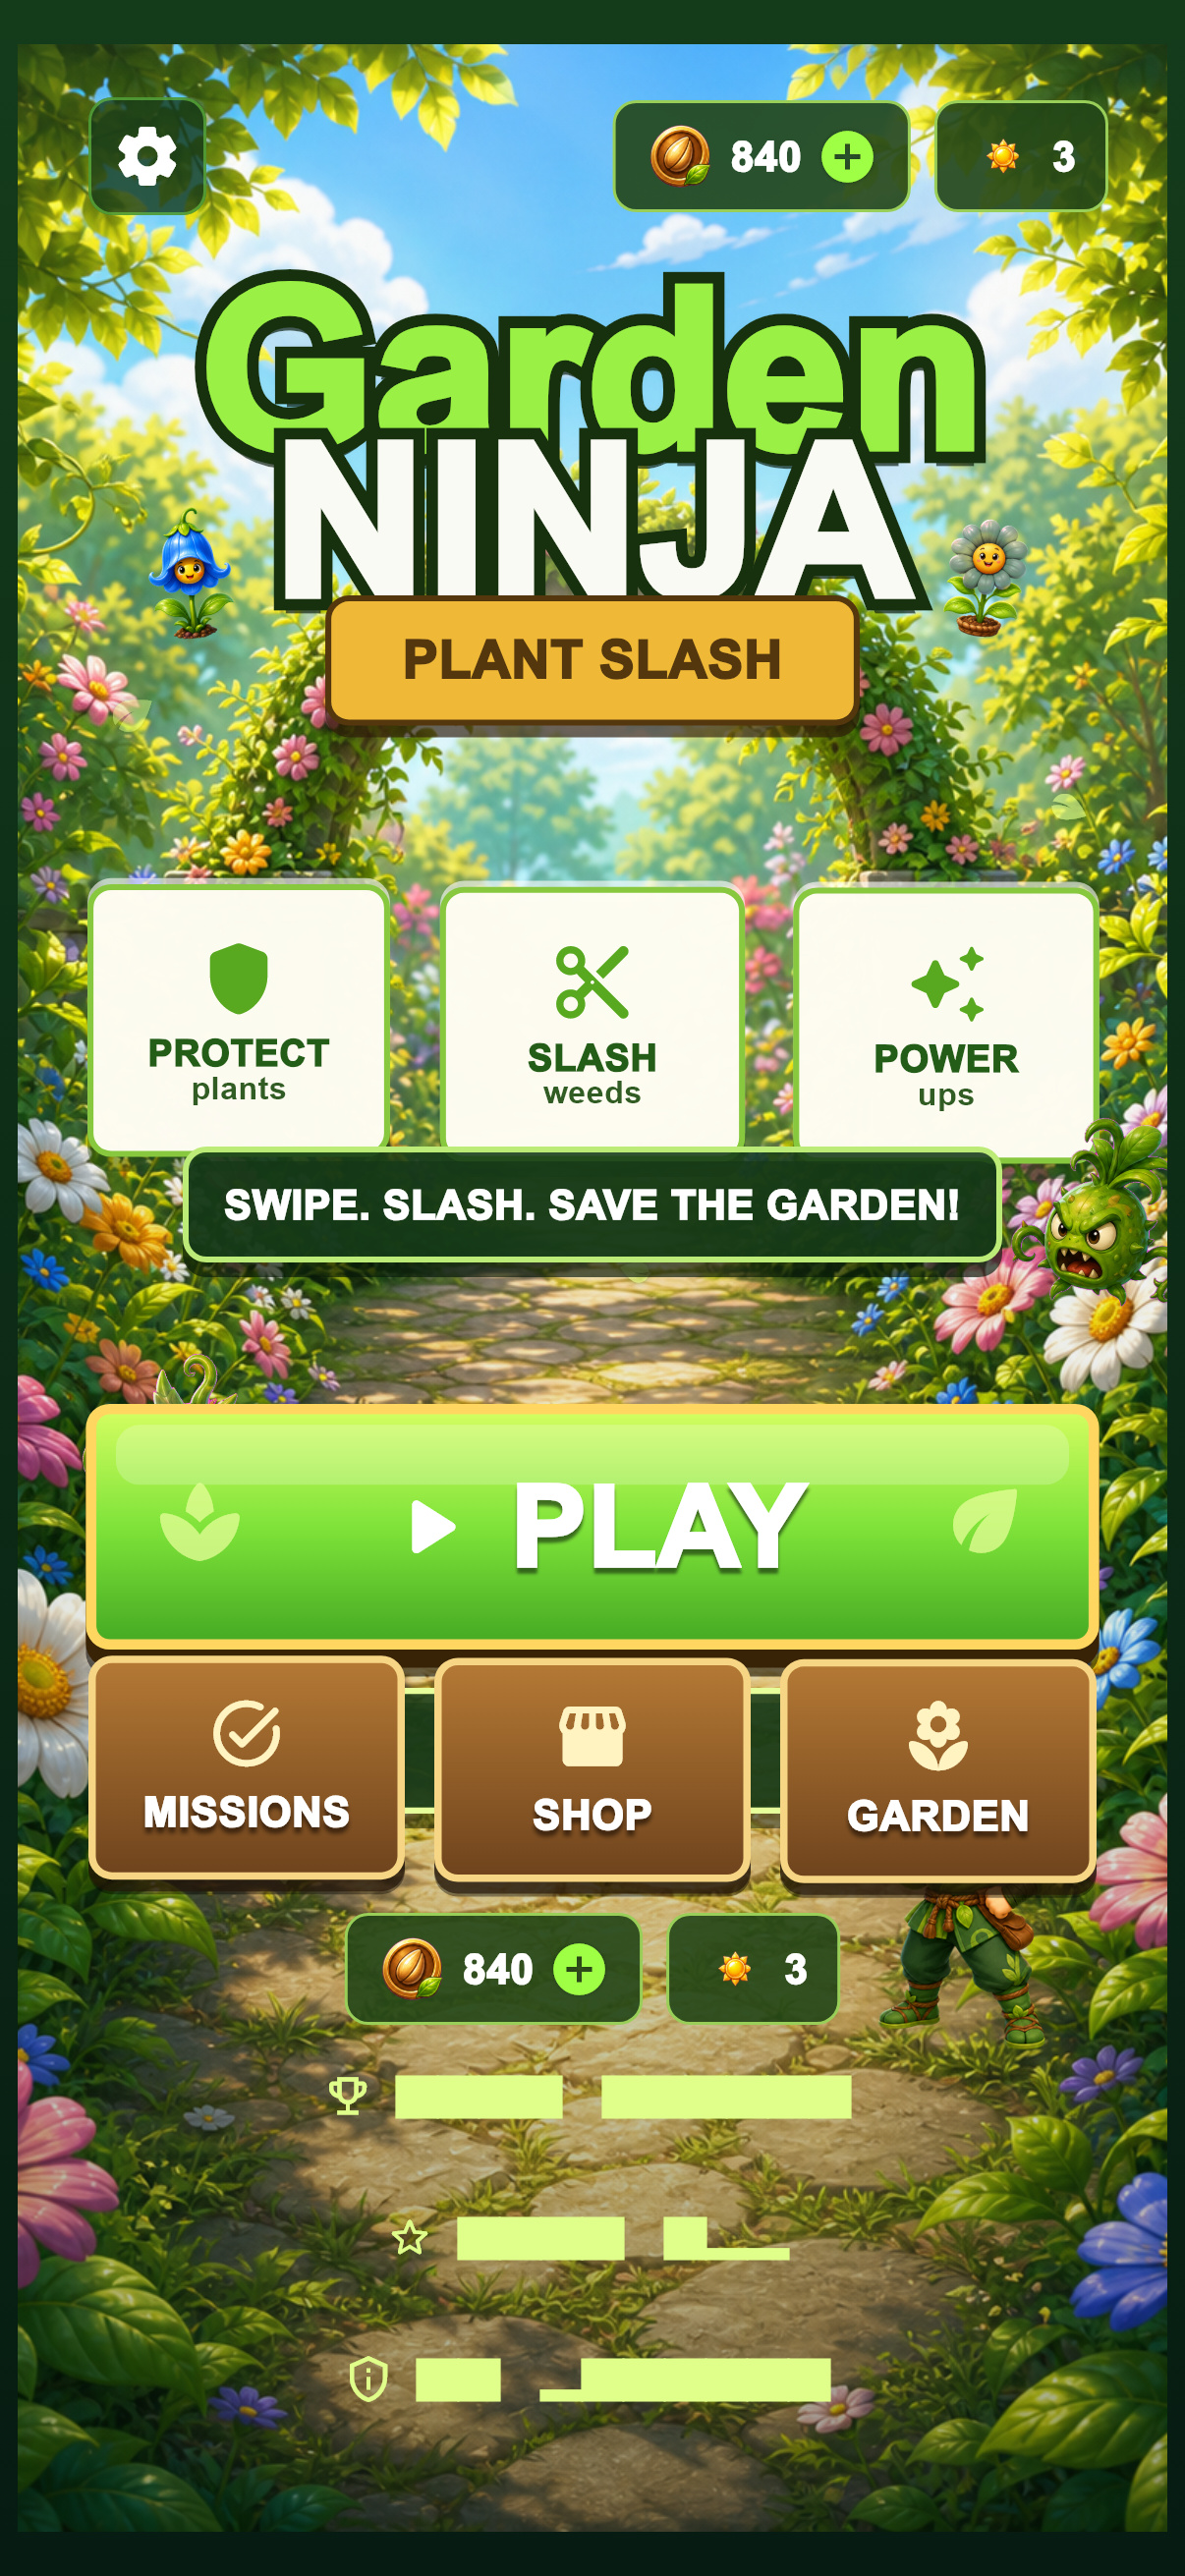 840
3
Garden
NINJA
PLANT SLASH
PROTECT
plants
SLASH
weeds
POWER
ups
SWIPE. SLASH. SAVE THE GARDEN!
PLAY
MISSIONS
SHOP
GARDEN
840
3